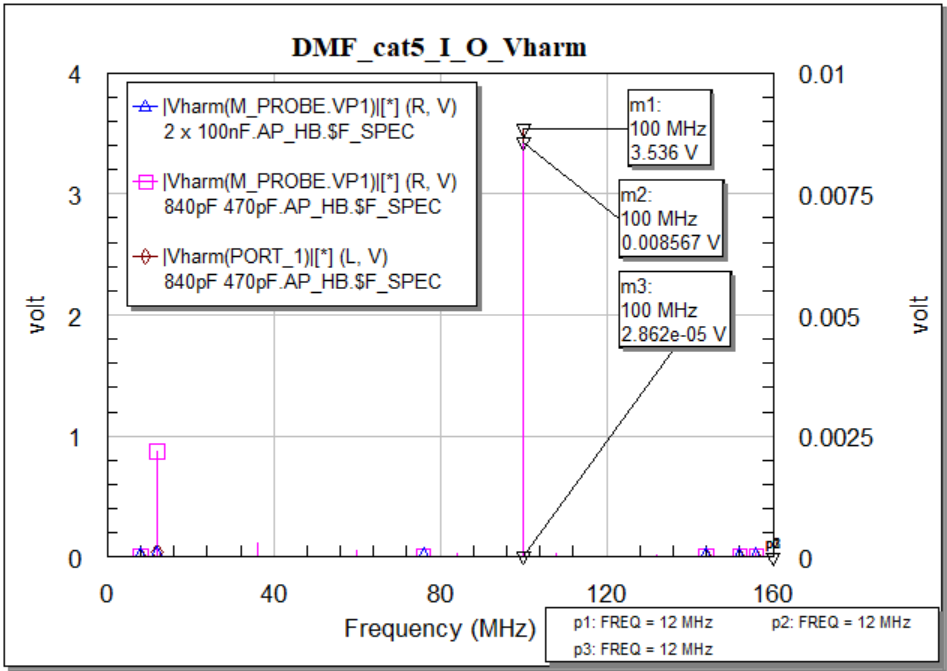 DMF_cat5_I_O_Vharm
4
3
2
1
0
volt
0.01
0.0075
0.005
0.0025
0
volt
|Vharm(M_PROBE.VP1)|[*] (R, V)
2 x 100nF.AP_HB.$F_SPEC
|Vharm(M_PROBE.VP1)|[*] (R, V)
840pF 470pF.AP_HB.$F_SPEC
|Vharm(PORT_1)|[*] (L, V)
840pF 470pF.AP_HB.$F_SPEC
m1:
100 MHz
3.536 V
m2:
100 MHz
0.008567 V
m3:
100 MHz
2.862e-05 V
0 40 80 120 160
Frequency (MHz)
p1: FREQ = 12 MHz p2: FREQ = 12 MHz
p3: FREQ = 12 MHz